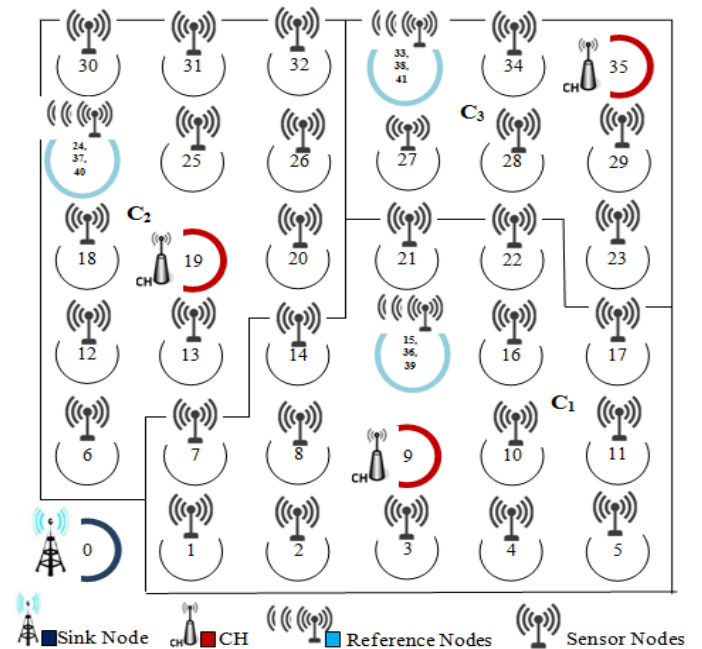 30 31 32 33, 34 35
38,
41
CH
C3
24, 25 26 27 28 29
37,
40
C2
18 19 20 21 22 23
CH
12 13 14 15, 16 17
36,
39
C1
6 7 8 9 10 11
CH
0 1 2 3 4 5
Sink Node CH CH Reference Nodes Sensor Nodes